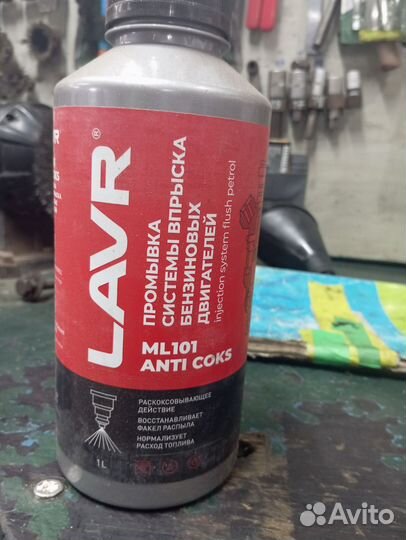 LAVR
®
ПРОМЫВКА
СИСТЕМЫ ВПРЫСКА
БЕНЗИНОВЫХ
ДВИГАТЕЛЕЙ
injection system flush petrol
ML101
ANTI COKS
РАСКОКСОВЫВАЮЩЕЕ
ДЕЙСТВИЕ
ВОССТАНАВЛИВАЕТ
ФАКЕЛ РАСПЫЛА
НОРМАЛИЗУЕТ
РАСХОД ТОПЛИВА
1L
Avito